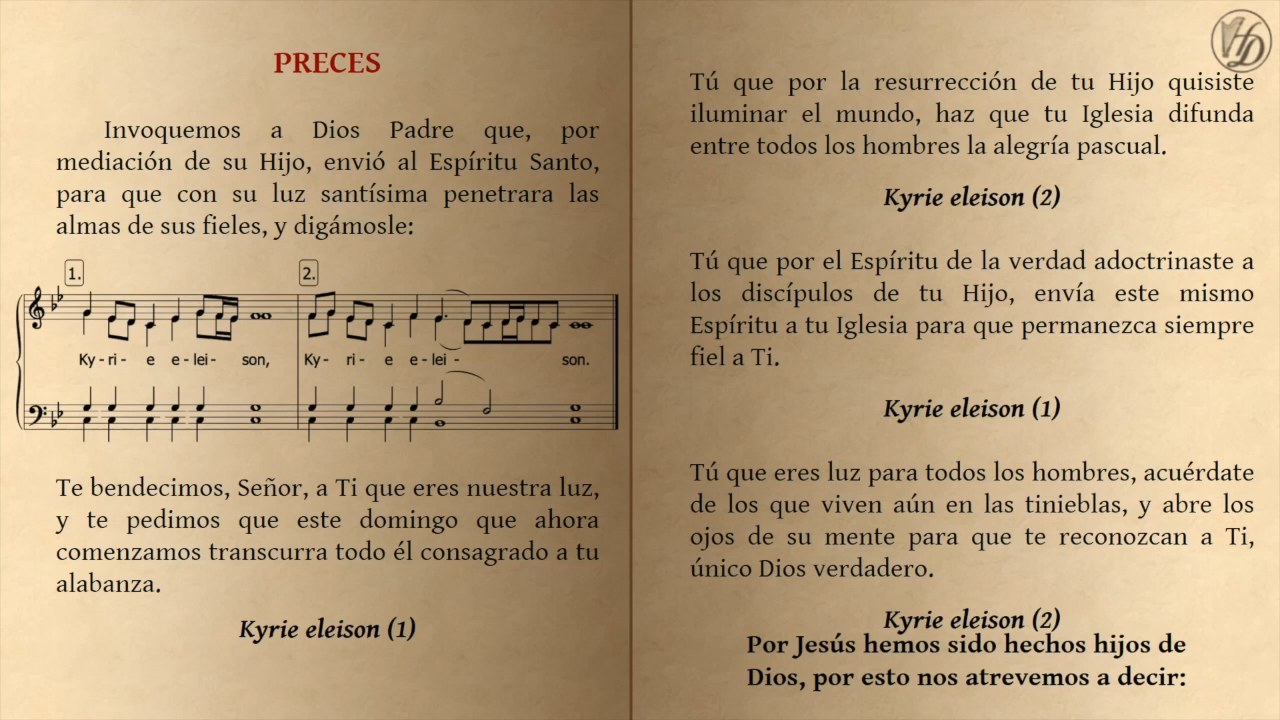 PRECES
Invoquemos a Dios Padre que, por
mediación de su Hijo, envió al Espíritu Santo,
para que con su luz santísima penetrara las
almas de sus fieles, y digámosle:
1. 2.
Ky - ri - e e - lei - son, Ky - ri - e e - lei - son.
Te bendecimos, Señor, a Ti que eres nuestra luz,
y te pedimos que este domingo que ahora
comenzamos transcurra todo él consagrado a tu
alabanza.
Kyrie eleison (1)
HD
Tú que por la resurrección de tu Hijo quisiste
iluminar el mundo, haz que tu Iglesia difunda
entre todos los hombres la alegría pascual.
Kyrie eleison (2)
Tú que por el Espíritu de la verdad adoctrinaste a
los discípulos de tu Hijo, envía este mismo
Espíritu a tu Iglesia para que permanezca siempre
fiel a Ti.
Kyrie eleison (1)
Tú que eres luz para todos los hombres, acuérdate
de los que viven aún en las tinieblas, y abre los
ojos de su mente para que te reconozcan a Ti,
único Dios verdadero.
Kyrie eleison (2)
Por Jesús hemos sido hechos hijos de
Dios, por esto nos atrevemos a decir: